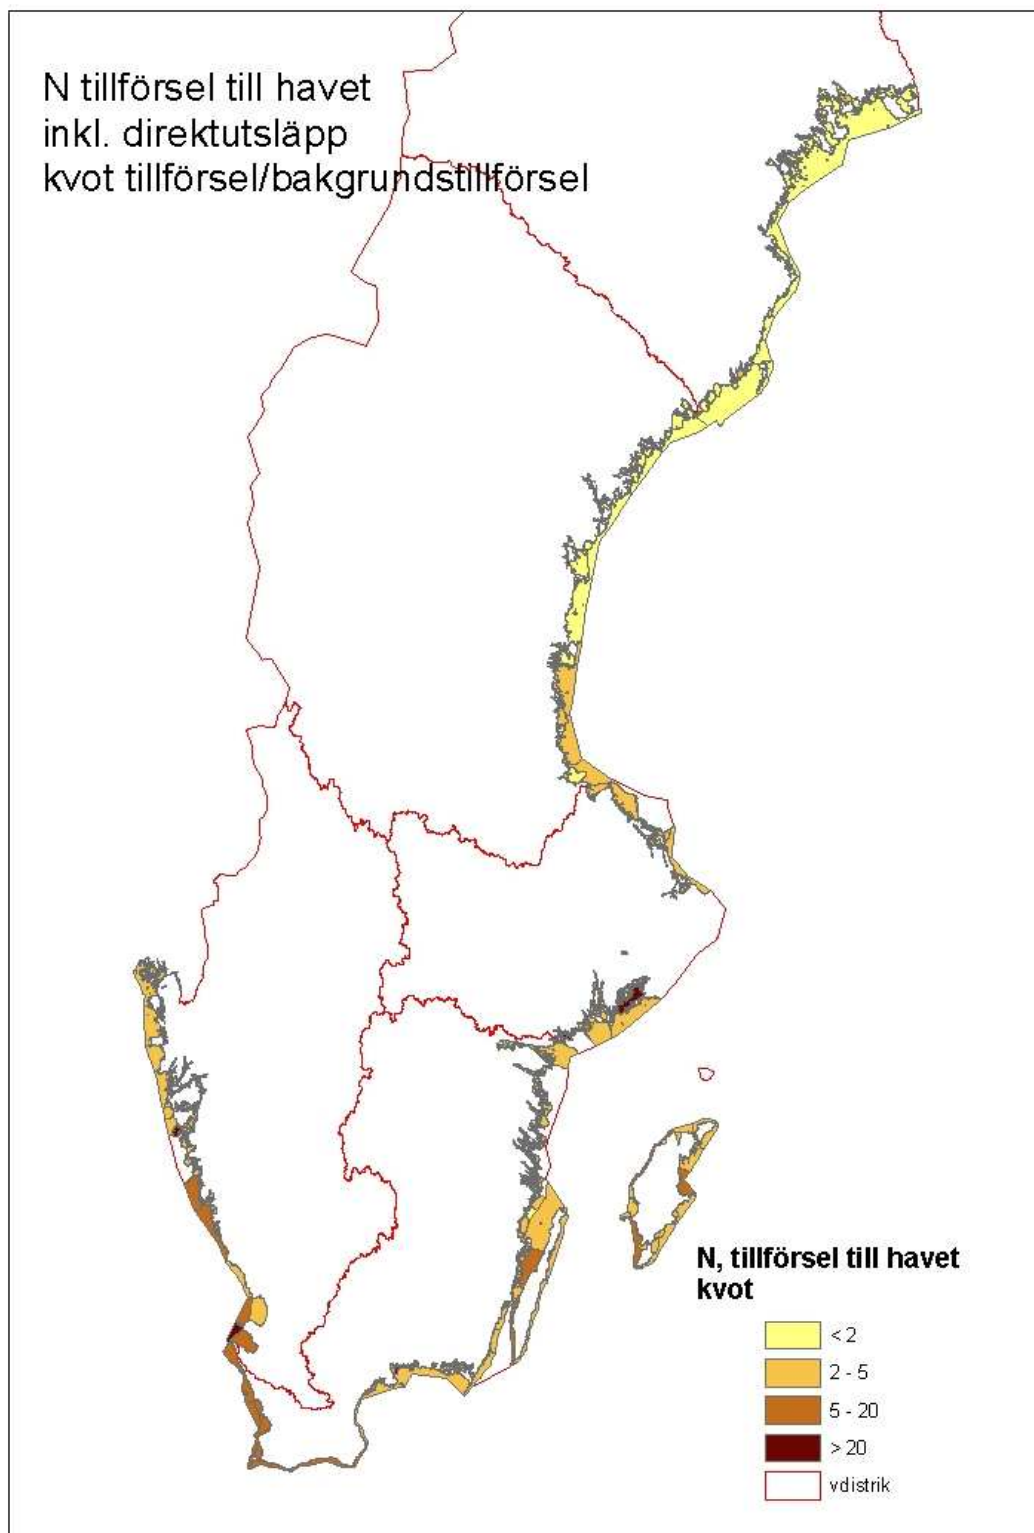 N tillförsel till havet
inkl. direktutsläpp
kvot tillförsel/bakgrundstillförsel
N, tillförsel till havet
kvot
< 2
2 - 5
5 - 20
> 20
vdistrik